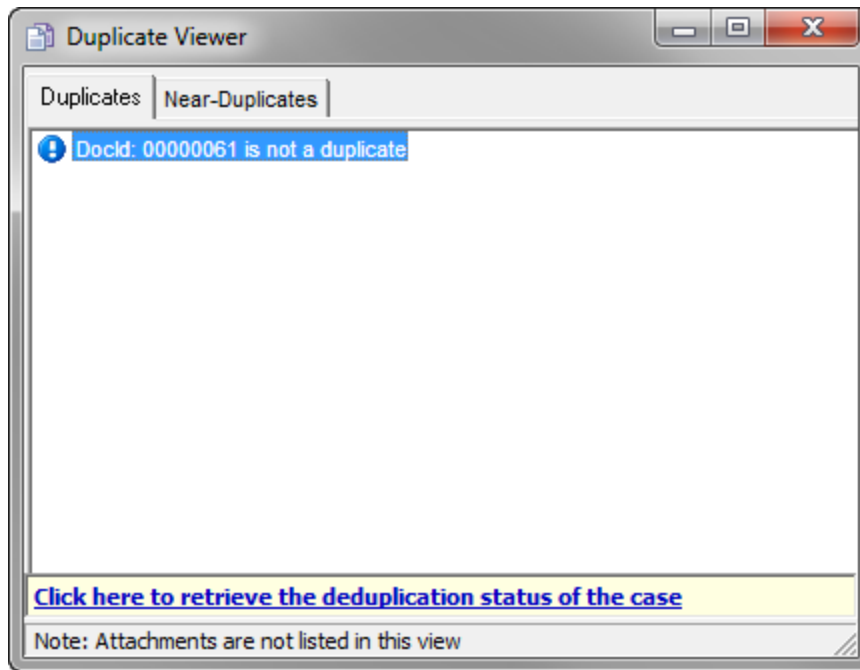 Duplicate Viewer
Duplicates
Near-Duplicates
DocId: 00000061 is not a duplicate
Click here to retrieve the deduplication status of the case
Note: Attachments are not listed in this view